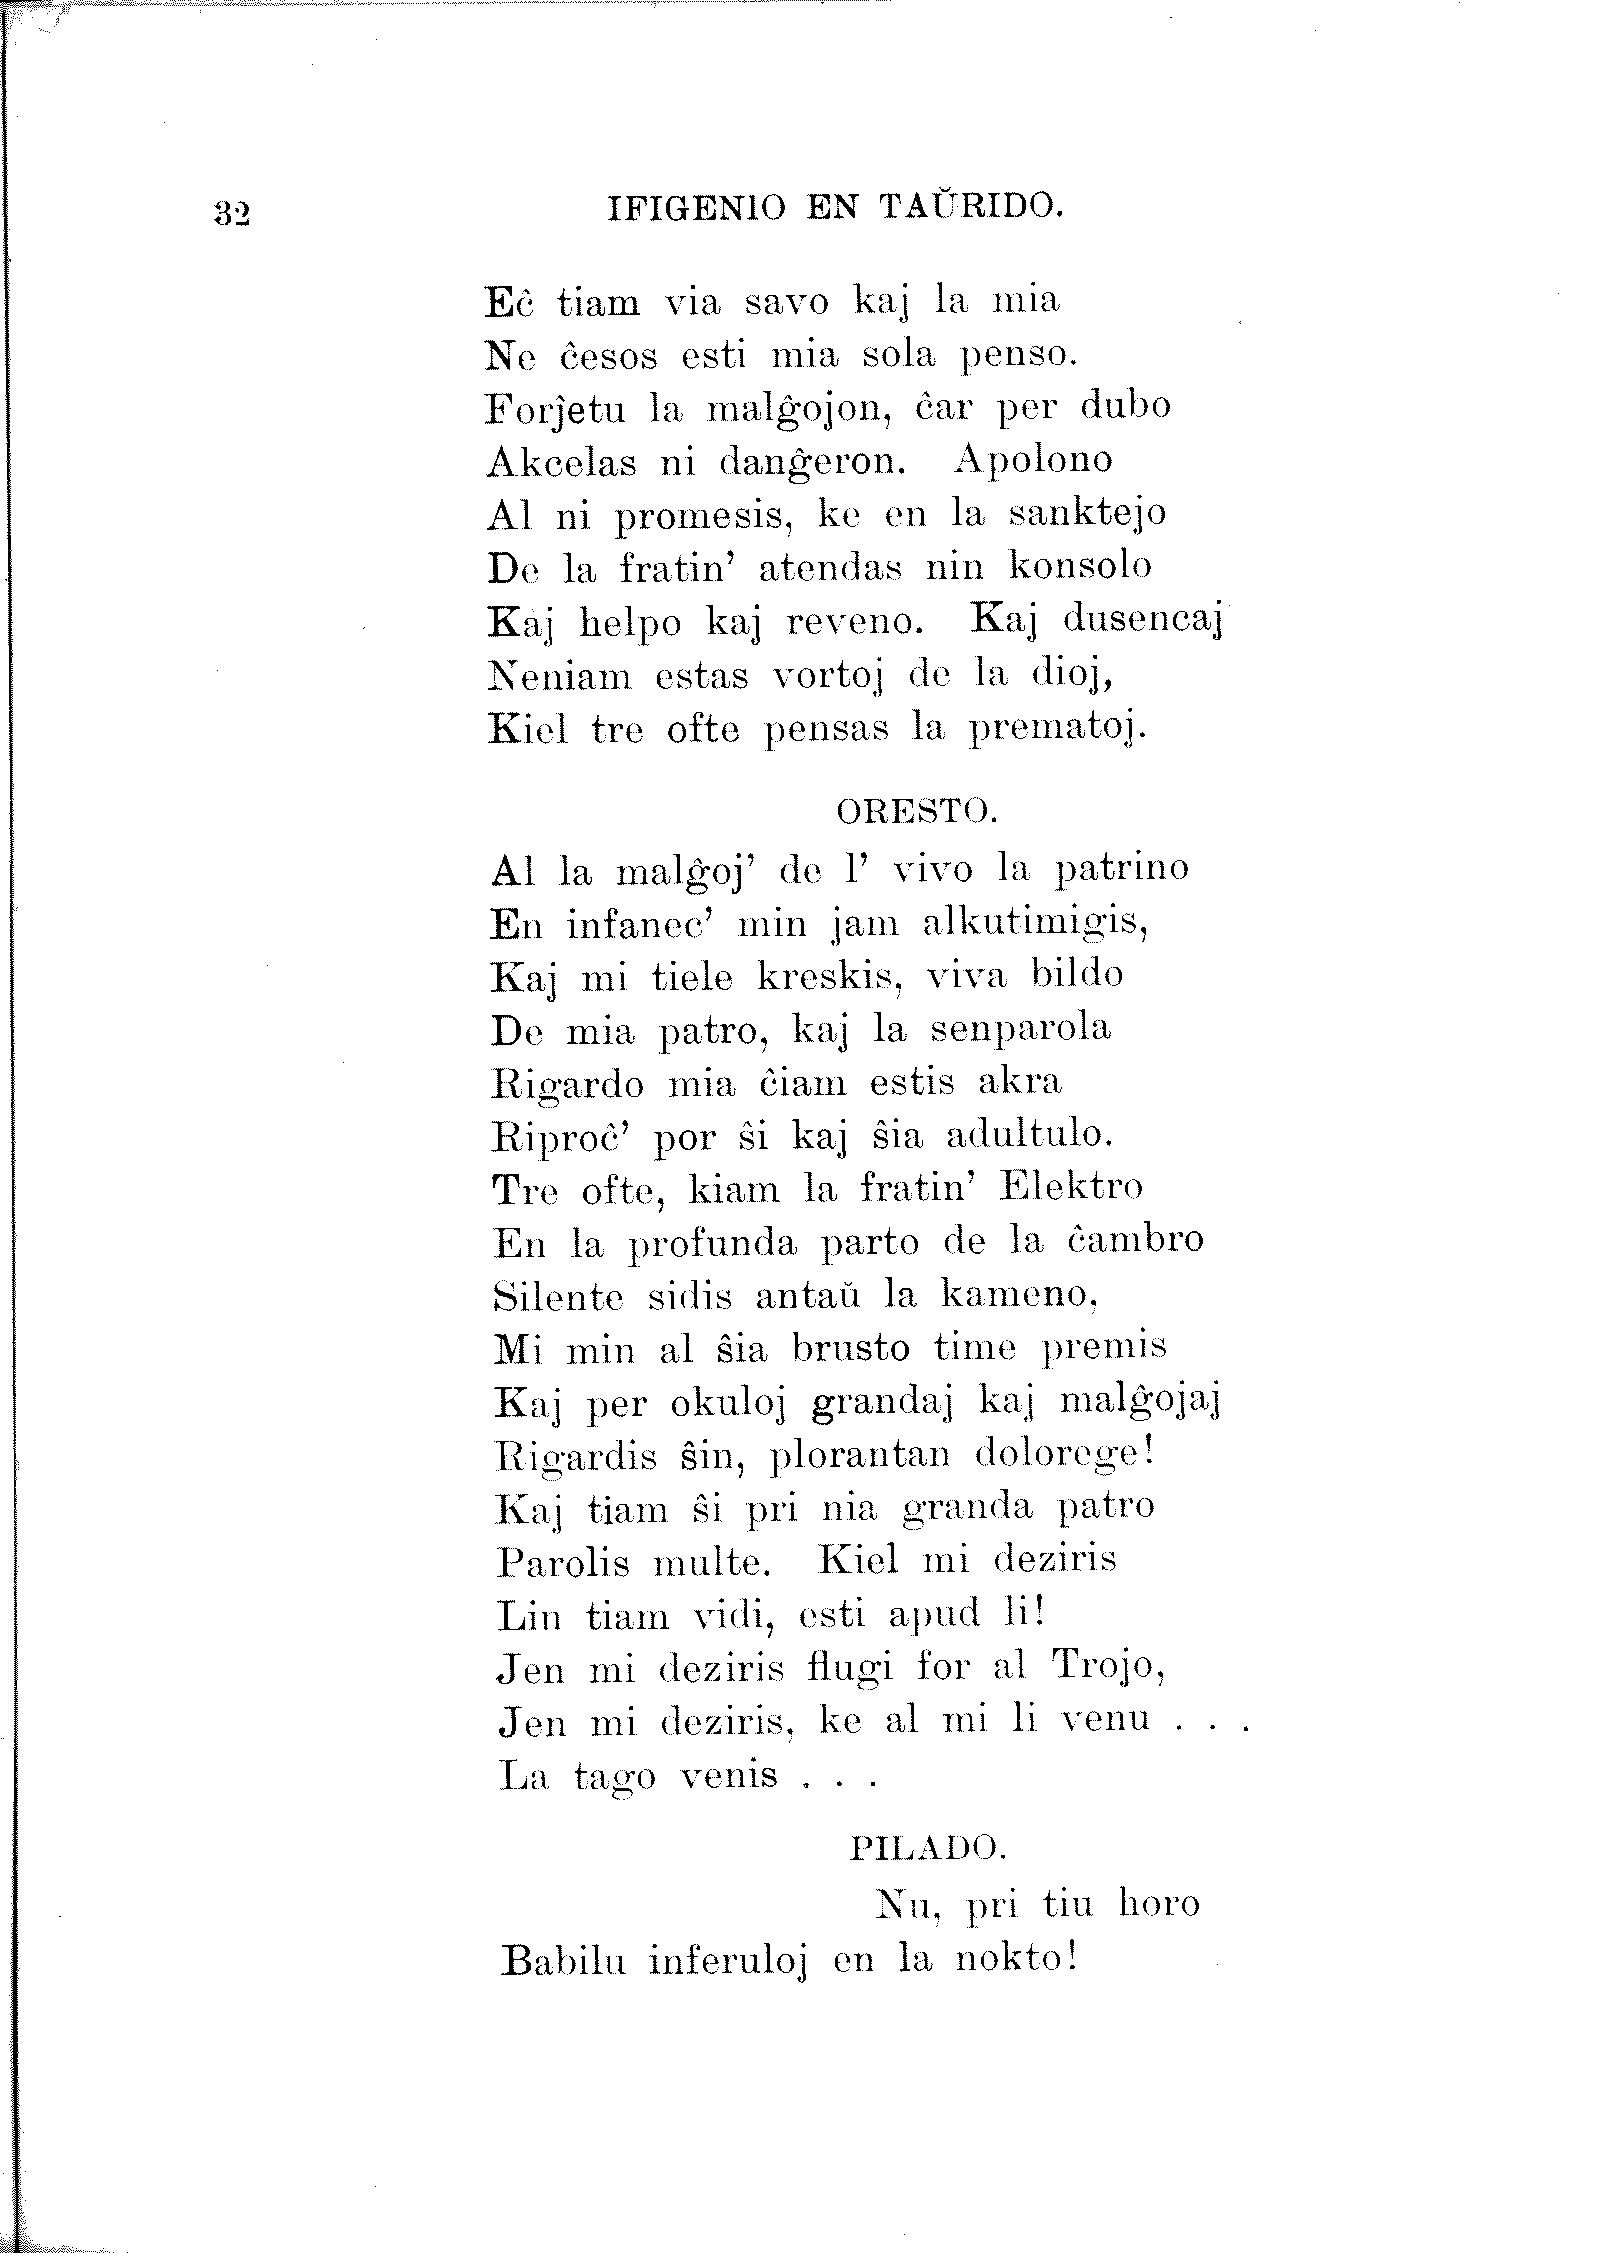 32
IFIGENIO EN TAŬRIDO.
Eĉ tiam via savo kaj la mia
Ne ĉesos esti mia sola penso.
Forĵetu la malĝojon, ĉar per dubo
Akcelas ni danĝeron. Apolono
Al ni promesis, ke en la sanktejo
De la fratin' atendas nin konsolo
Kaj helpo kaj reveno. Kaj dusencaj
Neniam estas vortoj de la dioj,
Kiel tre ofte pensas la prematoj.
ORESTO.
Al la malĝoj' de l' vivo la patrino
En infanec' min jam alkutimigis,
Kaj mi tiele kreskis, viva bildo
De mia patro, kaj la senparola
Rigardo mia ĉiam estis akra
Riproĉ' por ŝi kaj ŝia adultulo.
Tre ofte, kiam la fratin' Elektro
En la profunda parto de la ĉambro
Silente sidis antaŭ la kameno,
Mi min al ŝia brusto time premis
Kaj per okuloj grandaj kaj malĝojaj
Rigardis ŝin, plorantan dolorege!
Kaj tiam ŝi pri nia granda patro
Parolis multe. Kiel mi deziris
Lin tiam vidi, esti apud li!
Jen mi deziris flugi for al Trojo,
Jen mi deziris, ke al mi li venu . . .
La tago venis . . .
PILADO.
Nu, pri tiu horo
Babilu inferuloj en la nokto!